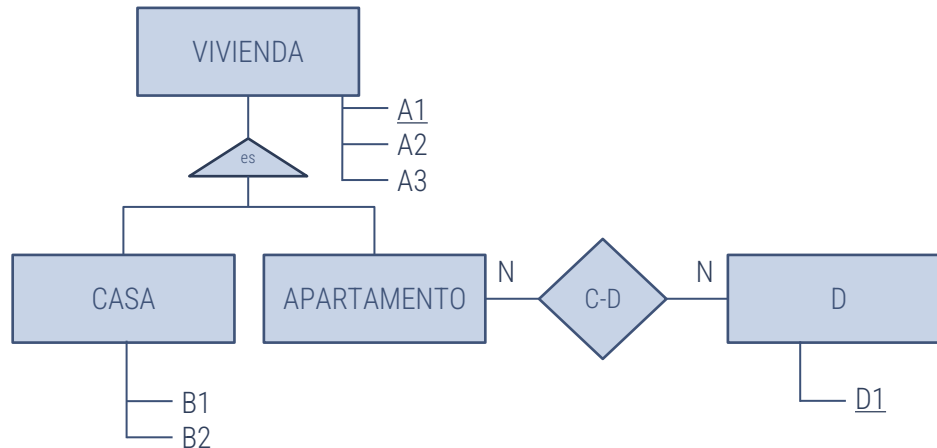 VIVIENDA
A1
A2
es
A3
CASA
APARTAMENTO
N
C-D
N
D
B1
B2
D1